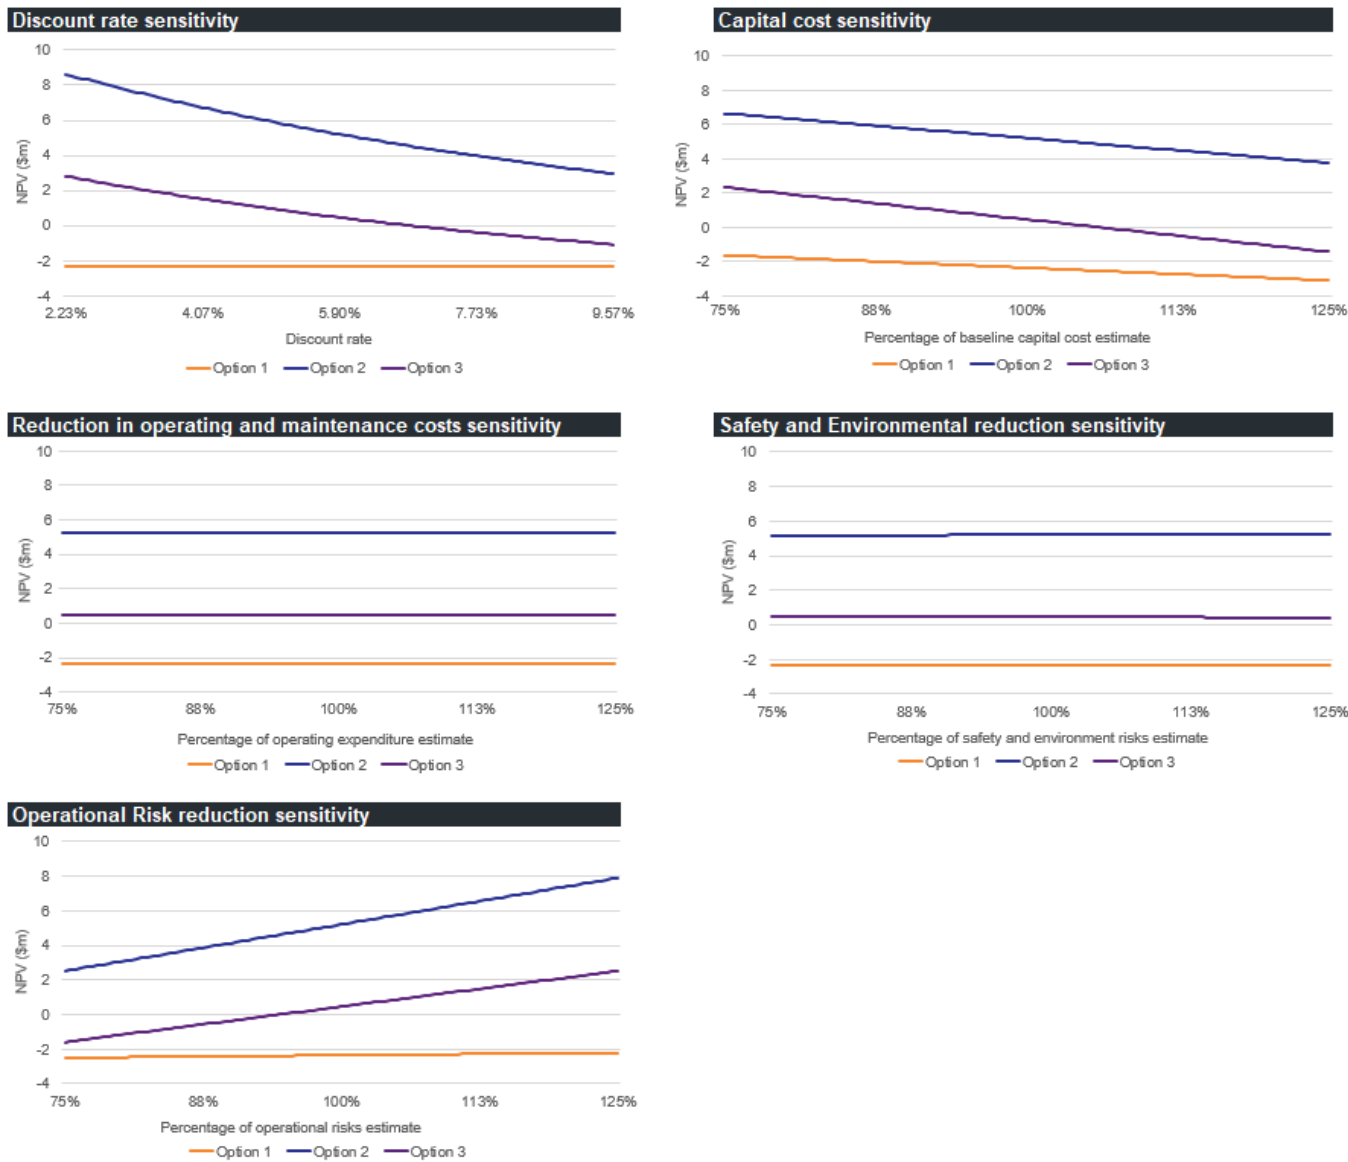 Discount rate sensitivity
10
8
6
4
2
0
-2
-4
NPV ($m)
2.23% 4.07% 5.90% 7.73% 9.57%
Discount rate
Option 1 Option 2 Option 3
Capital cost sensitivity
10
8
6
4
2
0
-2
-4
NPV ($m)
75% 88% 100% 113% 125%
Percentage of baseline capital cost estimate
Option 1 Option 2 Option 3
Reduction in operating and maintenance costs sensitivity
10
8
6
4
2
0
-2
-4
NPV ($m)
75% 88% 100% 113% 125%
Percentage of operating expenditure estimate
Option 1 Option 2 Option 3
Safety and Environmental reduction sensitivity
10
8
6
4
2
0
-2
-4
NPV ($m)
75% 88% 100% 113% 125%
Percentage of safety and environment risks estimate
Option 1 Option 2 Option 3
Operational Risk reduction sensitivity
10
8
6
4
2
0
-2
-4
NPV ($m)
75% 88% 100% 113% 125%
Percentage of operational risks estimate
Option 1 Option 2 Option 3